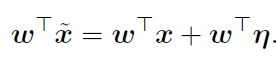 w⊤x̃ = w⊤x + w⊤η.